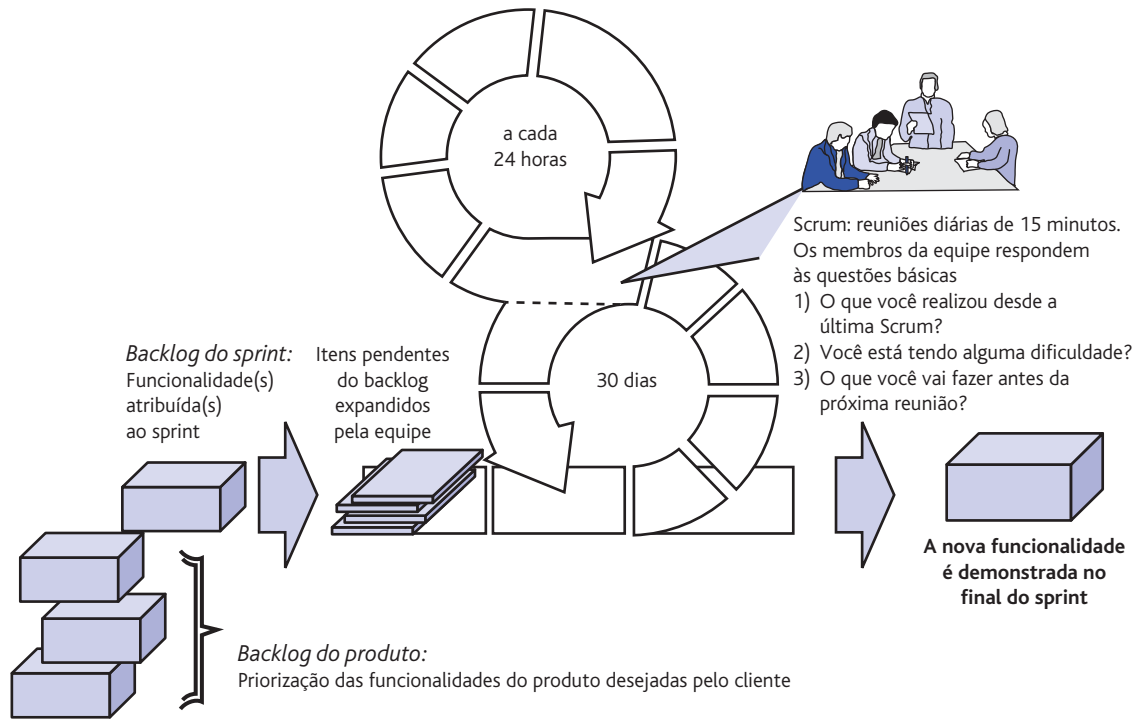 a cada
24 horas
Scrum: reuniões diárias de 15 minutos.
Os membros da equipe respondem
às questões básicas
1) O que você realizou desde a
última Scrum?
2) Você está tendo alguma dificuldade?
3) O que você vai fazer antes da
próxima reunião?
Backlog do sprint:
Funcionalidade(s)
atribuída(s)
ao sprint
Itens pendentes
do backlog
expandidos
pela equipe
30 dias
A nova funcionalidade
é demonstrada no
final do sprint
Backlog do produto:
Priorização das funcionalidades do produto desejadas pelo cliente